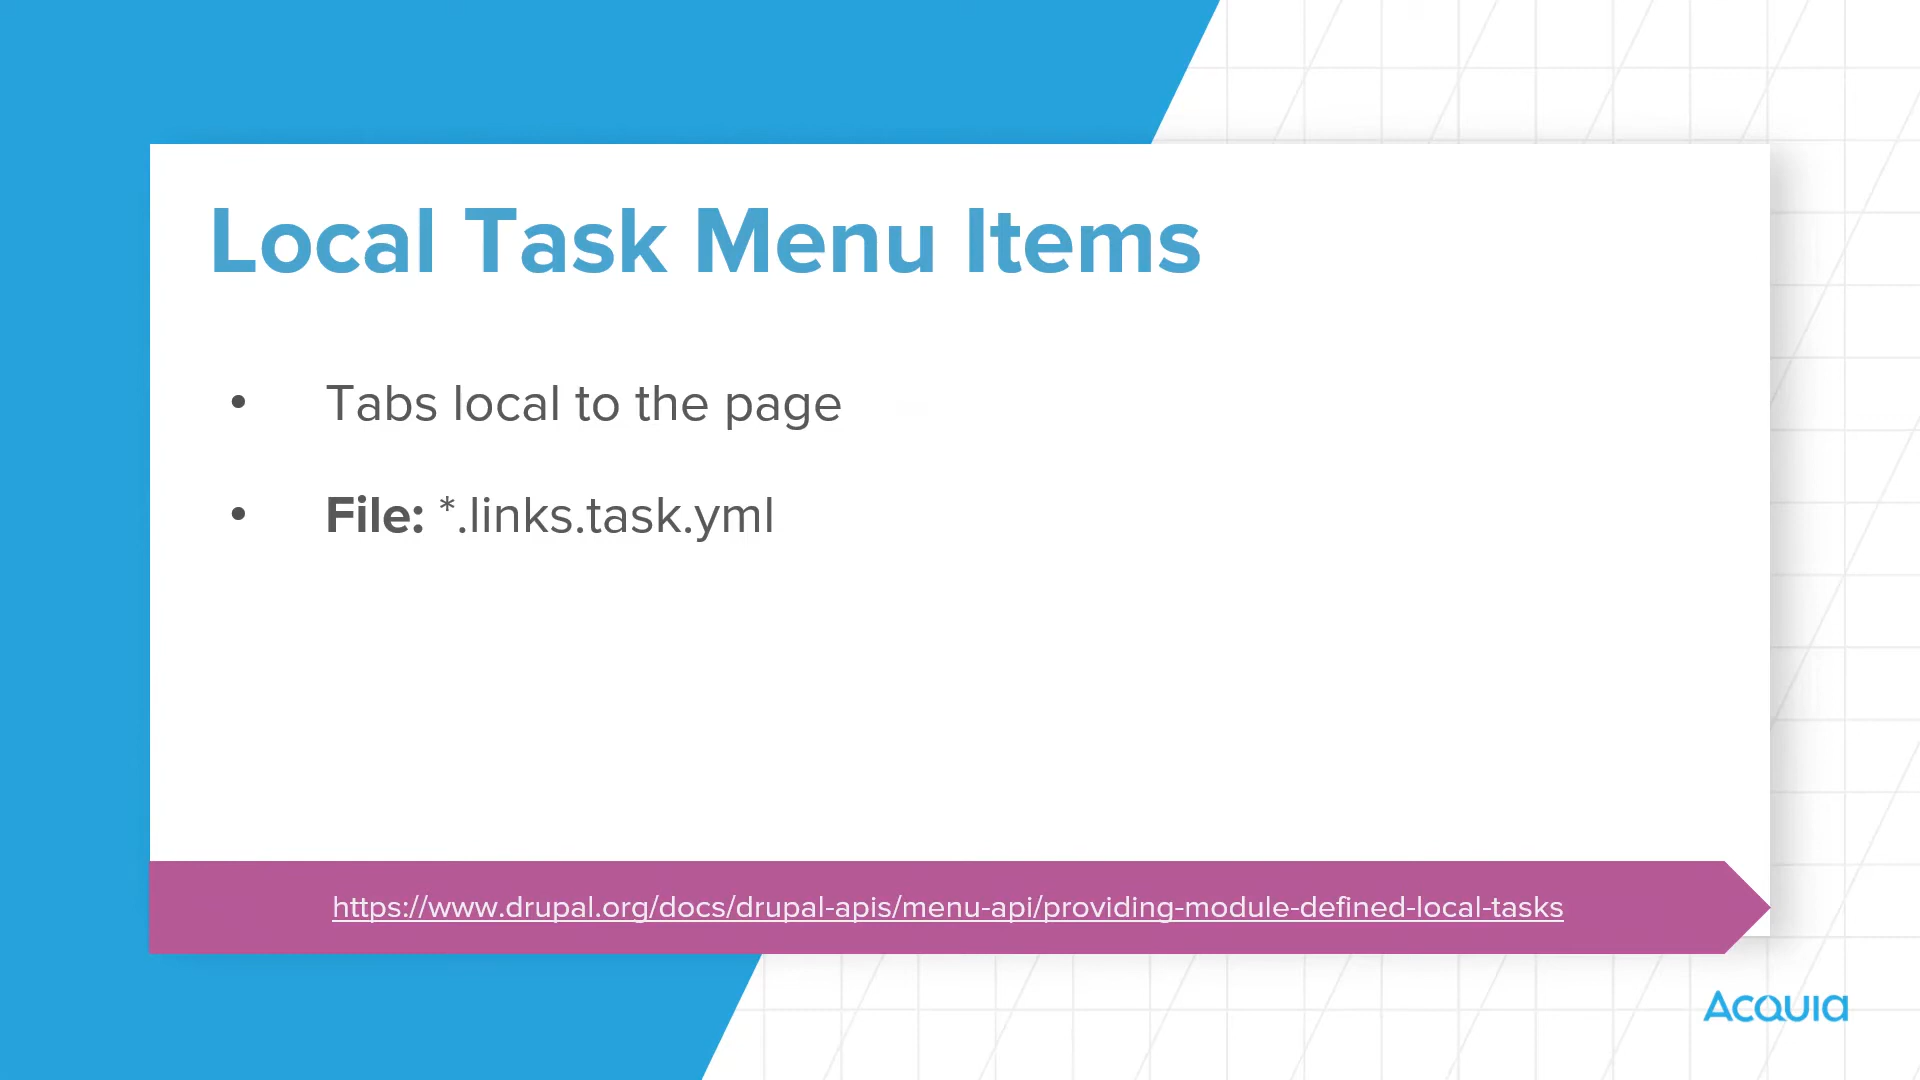 Local Task Menu Items
• Tabs local to the page
• File: *.links.task.yml
https://www.drupal.org/docs/drupal-apis/menu-api/providing-module-defined-local-tasks
Acquia